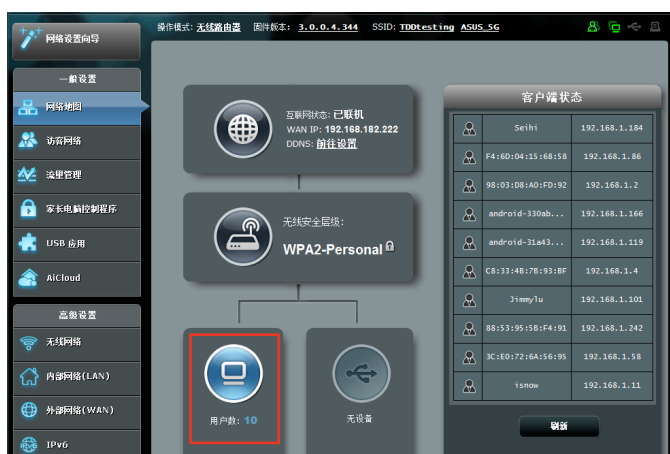 网络设置向导
操作模式: 无线路由器 固件版本: 3.0.0.4.344 SSID: TDDtesting ASUS_5G
一般设置
网络地图
访客网络
流量管理
家长电脑控制程序
USB 应用
AiCloud
高级设置
无线网络
内部网络(LAN)
外部网络(WAN)
IPv6
互联网状态: 已联机
WAN IP: 192.168.182.222
DDNS: 前往设置
无线安全层级:
WPA2-Personal
用户数: 10
无设备
客户端状态
Seihi 192.168.1.184
F4:6D:04:15:68:58 192.168.1.86
98:03:D8:A0:FD:92 192.168.1.2
android-330ab... 192.168.1.166
android-31a43... 192.168.1.119
C8:33:4B:7B:93:BF 192.168.1.4
Jimmylu 192.168.1.101
88:53:95:5B:F4:91 192.168.1.242
3C:E0:72:6A:56:95 192.168.1.58
isnow 192.168.1.11
刷新